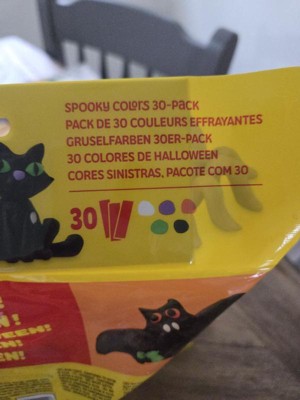 SPOOKY COLORS 30-PACK
PACK DE 30 COULEURS EFFRAYANTES
GRUSELFARBEN 30ER-PACK
30 COLORES DE HALLOWEEN
CORES SINISTRAS. PACOTE COM 30
30